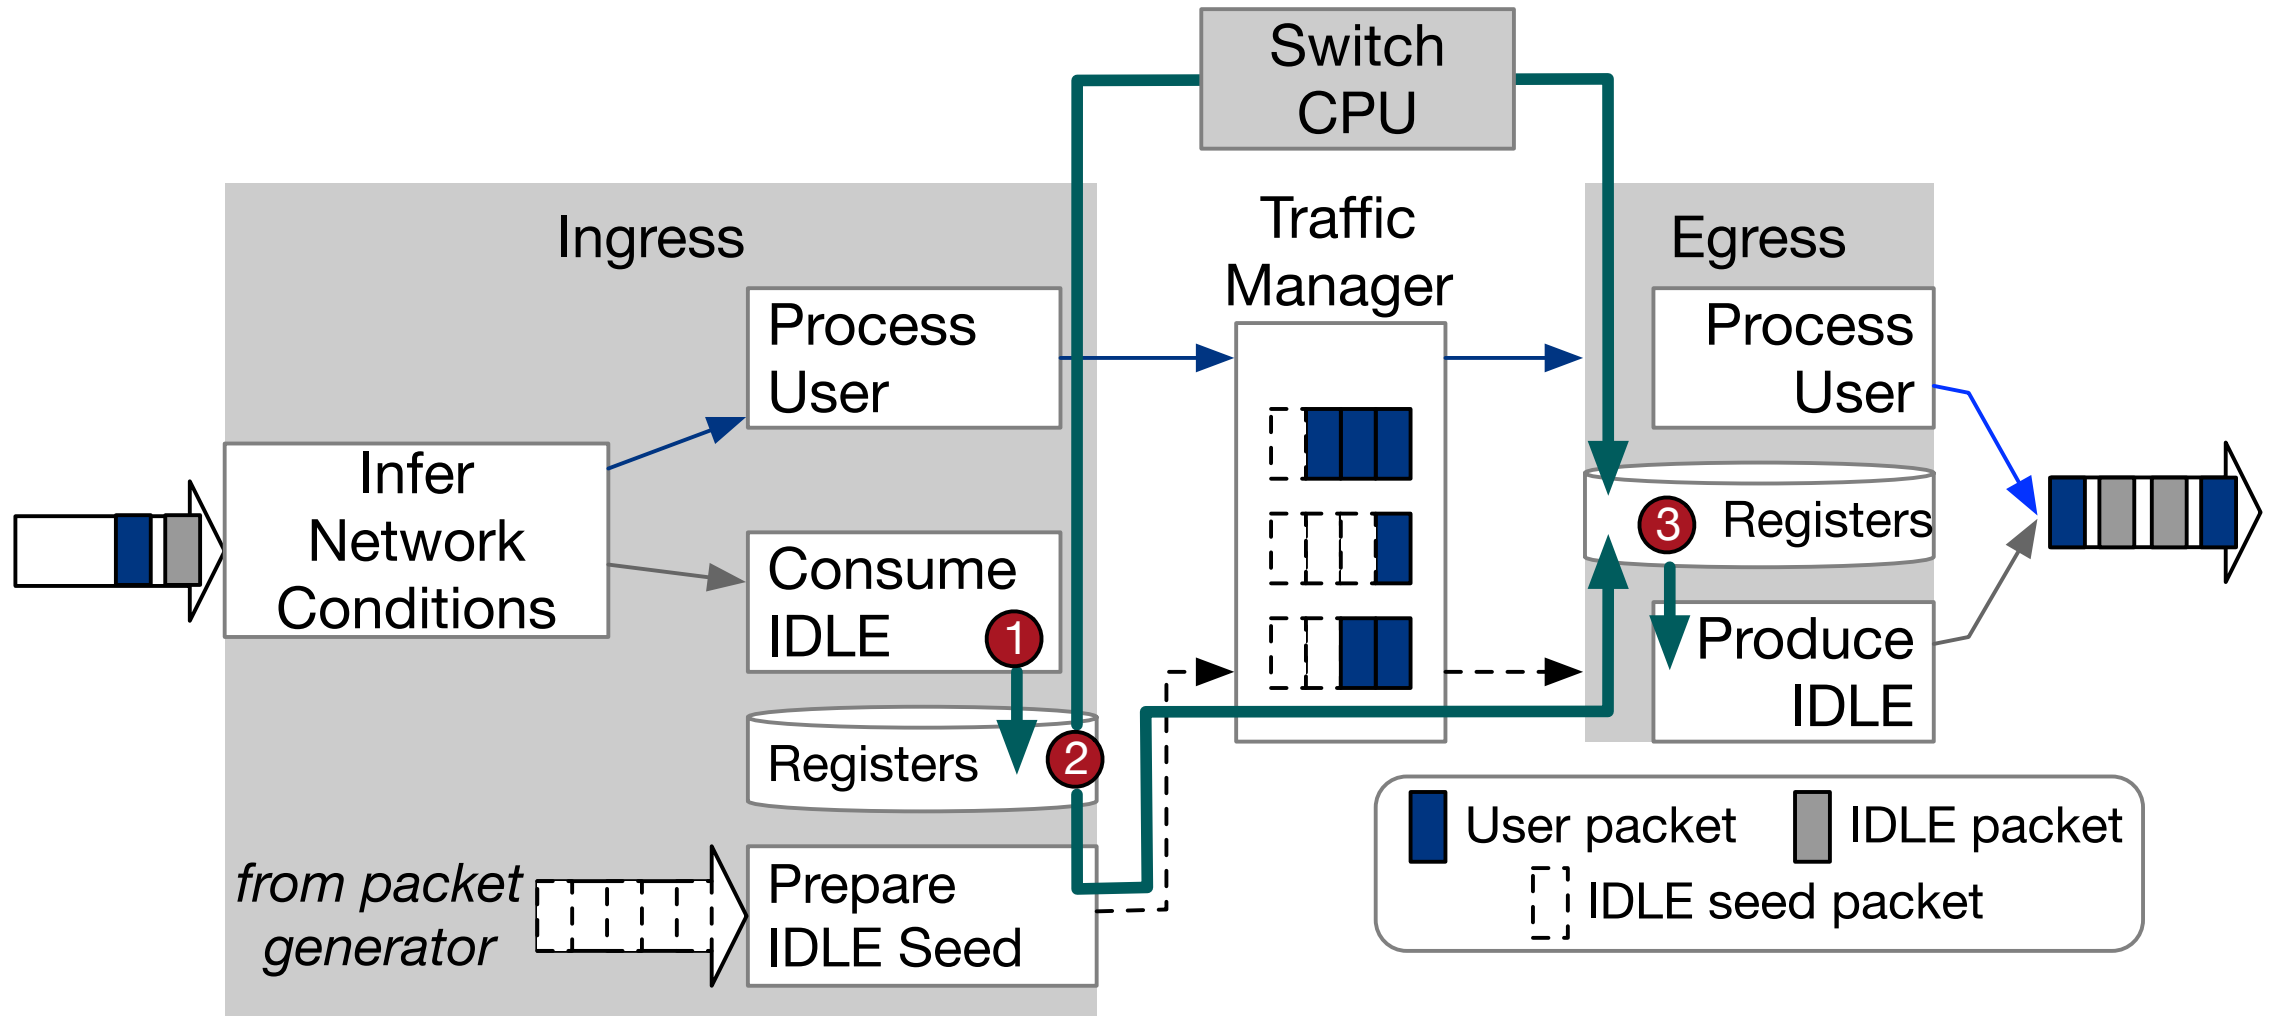 Switch
CPU
Ingress
Traffic
Manager
Egress
Process
User
Process
User
Infer
Network
Conditions
Consume
IDLE
1
3
Registers
Produce
IDLE
Registers
2
from packet
generator
Prepare
IDLE Seed
User packet
IDLE packet
IDLE seed packet